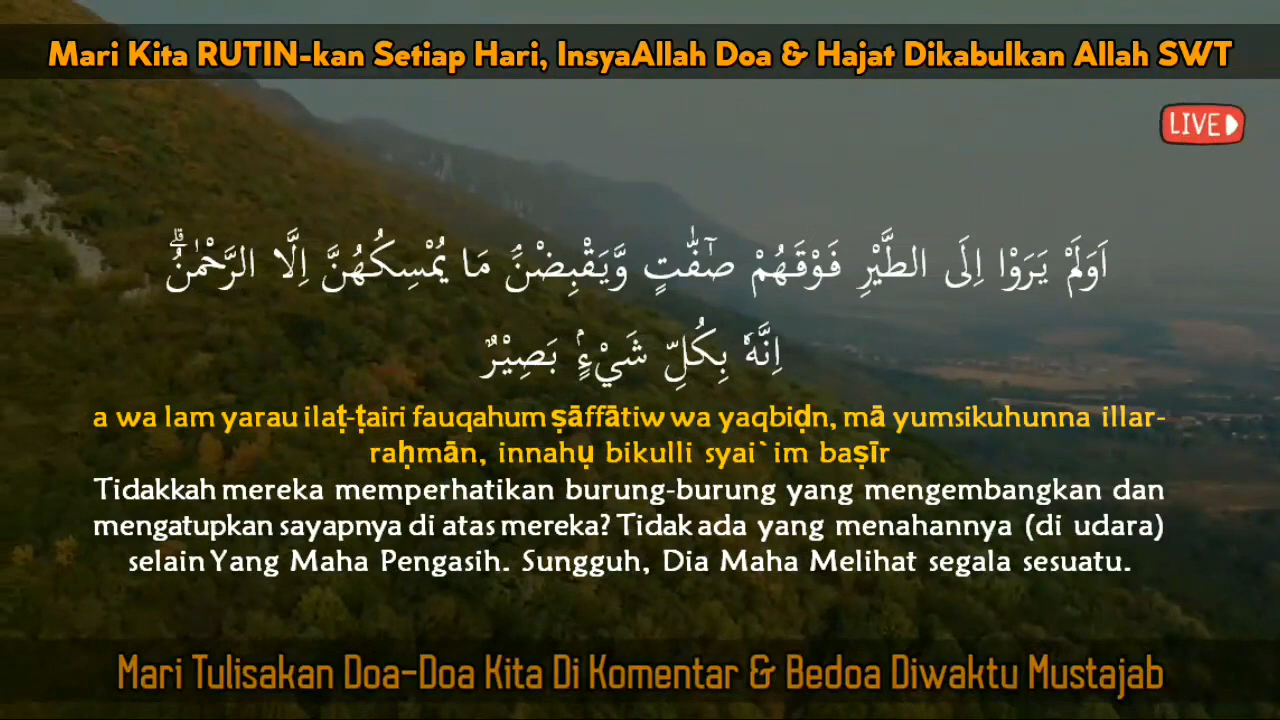 Mari Kita RUTIN-kan Setiap Hari, InsyaAllah Doa & Hajat Dikabulkan Allah SWT
LIVE
اَوَلَمْ يَرَوْا اِلَى الطَّيْرِ فَوْقَهُمْ صٰۤفّٰتٍ وَّيَقْبِضْنَۘ مَا يُمْسِكُهُنَّ اِلَّا الرَّحْمٰنُۗ
اِنَّهٗ بِكُلِّ شَيْءٍۢ بَصِيْرٌ
a wa lam yarau ilaṭ-ṭairi fauqahum ṣāffātiw wa yaqbiḍn, mā yumsikuhunna illar-
raḥmān, innahụ bikulli syai`im baṣīr
Tidakkah mereka memperhatikan burung-burung yang mengembangkan dan
mengatupkan sayapnya di atas mereka? Tidak ada yang menahannya (di udara)
selain Yang Maha Pengasih. Sungguh, Dia Maha Melihat segala sesuatu.
Mari Tulisakan Doa-Doa Kita Di Komentar & Bedoa Diwaktu Mustajab